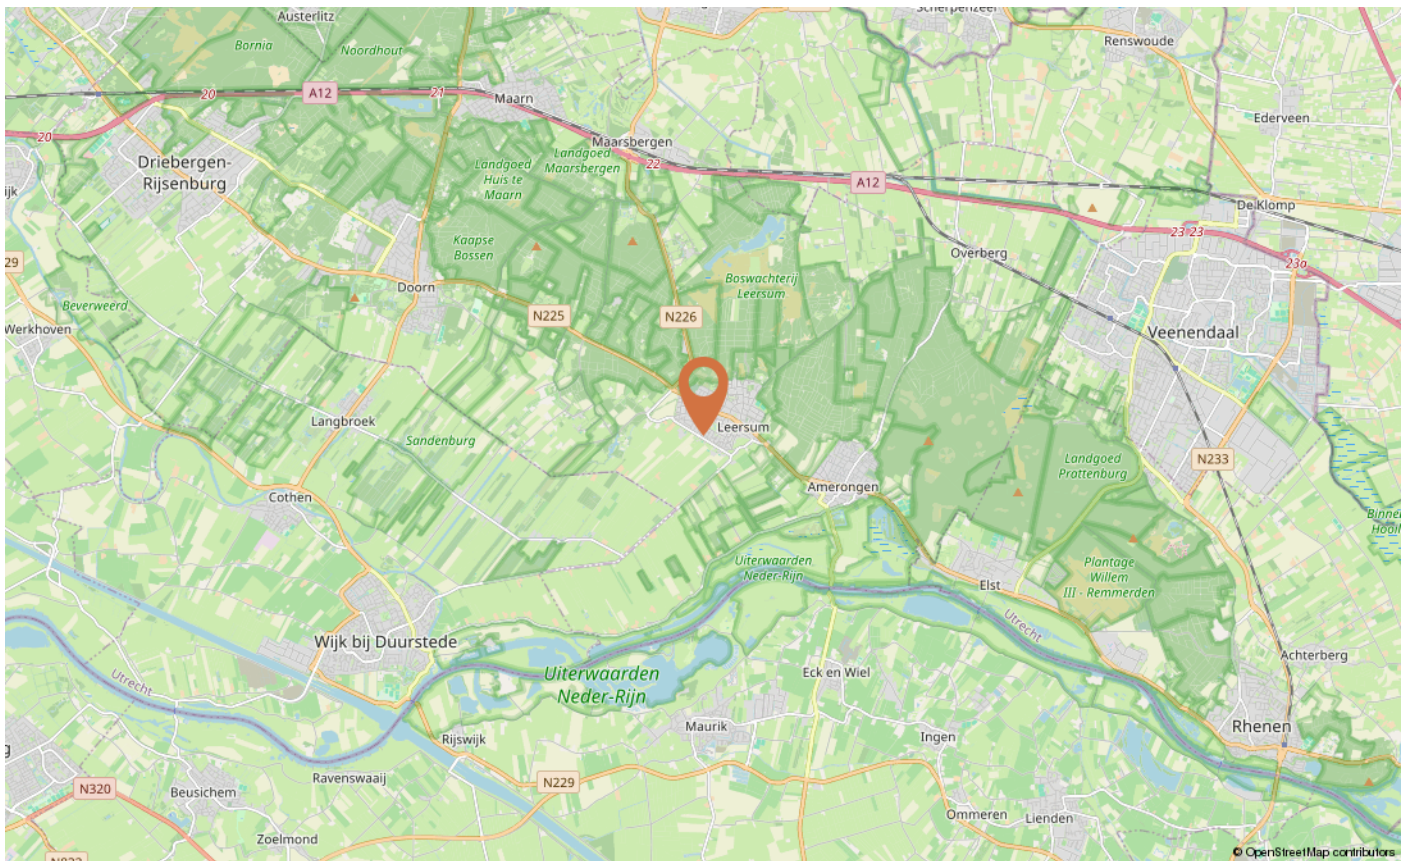 Austerlitz
Scherpenzeel
Renswoude
Bornia
Noordhout
20
A12
21
Maarn
Ederveen
20
Maarsbergen
Driebergen-
Rijsenburg
Landgoed
Maarsbergen
22
Landgoed
Huis te
Maarn
A12
De Klomp
ijk
Kaapse
Bossen
23 23
29
Overberg
23a
Doorn
Boswachterij
Leersum
Beverweerd
N225
N226
Werkhoven
Veenendaal
Langbroek
Leersum
Sandenburg
Landgoed
Prattenburg
N233
Cothen
Amerongen
Uiterwaarden
Neder-Rijn
Plantage
Willem
III - Remmerden
Elst
Utrecht
Wijk bij Duurstede
Achterberg
Utrecht
Uiterwaarden
Neder-Rijn
Eck en Wiel
Maurik
Rhenen
Rijswijk
Ingen
Ravenswaaij
N229
N320
Beusichem
Ommeren
Lienden
Zoelmond
© OpenStreetMap contributors